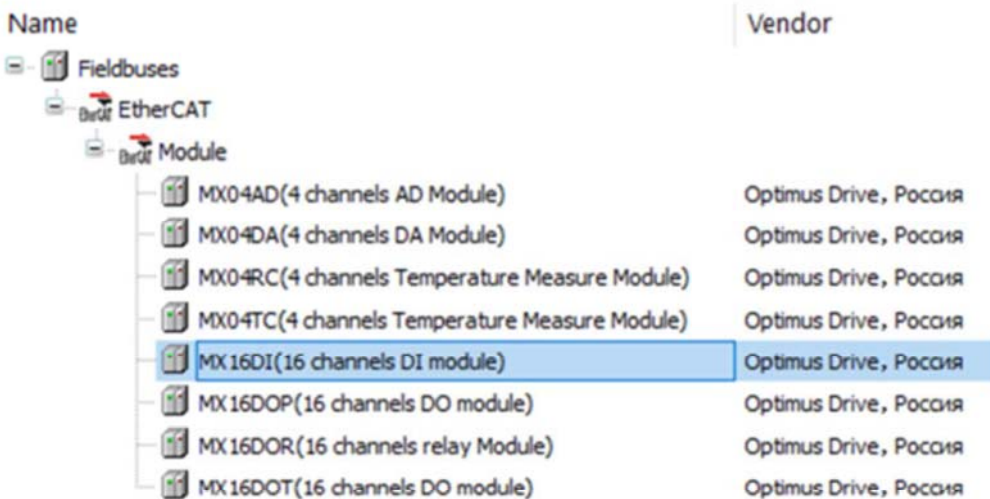 Name Vendor
Fieldbuses
EtherCAT EtherCAT
EtherCAT Module
MX04AD(4 channels AD Module) Optimus Drive, Россия
MX04DA(4 channels DA Module) Optimus Drive, Россия
MX04RC(4 channels Temperature Measure Module) Optimus Drive, Россия
MX04TC(4 channels Temperature Measure Module) Optimus Drive, Россия
MX16DI(16 channels DI module) Optimus Drive, Россия
MX16DOP(16 channels DO module) Optimus Drive, Россия
MX16DOR(16 channels relay Module) Optimus Drive, Россия
MX16DOT(16 channels DO module) Optimus Drive, Россия